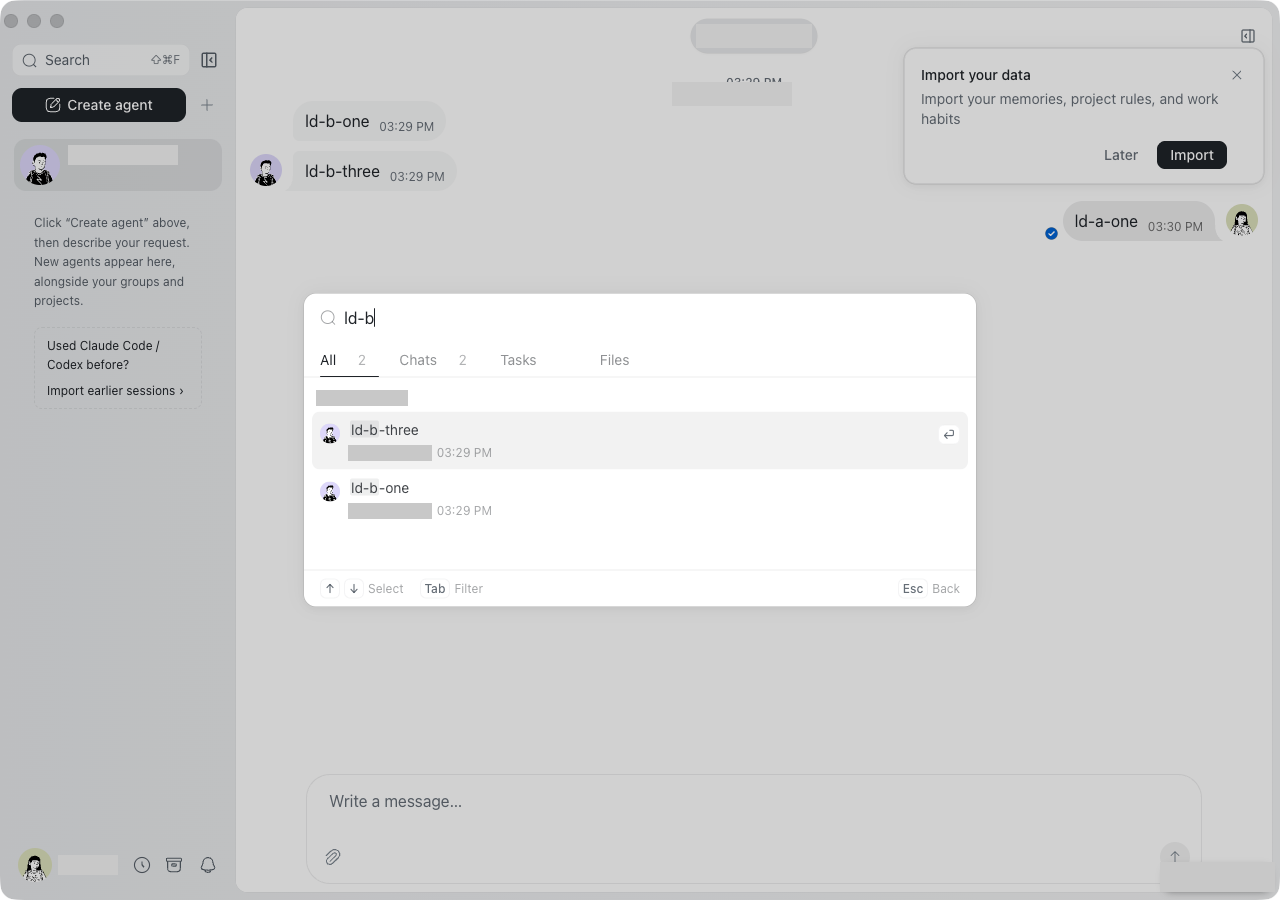 Search ⇧⌘F
Create agent
Click “Create agent” above,
then describe your request.
New agents appear here,
alongside your groups and
projects.
Used Claude Code /
Codex before?
Import earlier sessions ›
ld-b-one 03:29 PM
ld-b-three 03:29 PM
Import your data
Import your memories, project rules, and work
habits
Later Import
ld-a-one 03:30 PM
ld-b
All 2 Chats 2 Tasks Files
ld-b-three
03:29 PM
ld-b-one
03:29 PM
↑ ↓ Select Tab Filter Esc Back
Write a message...